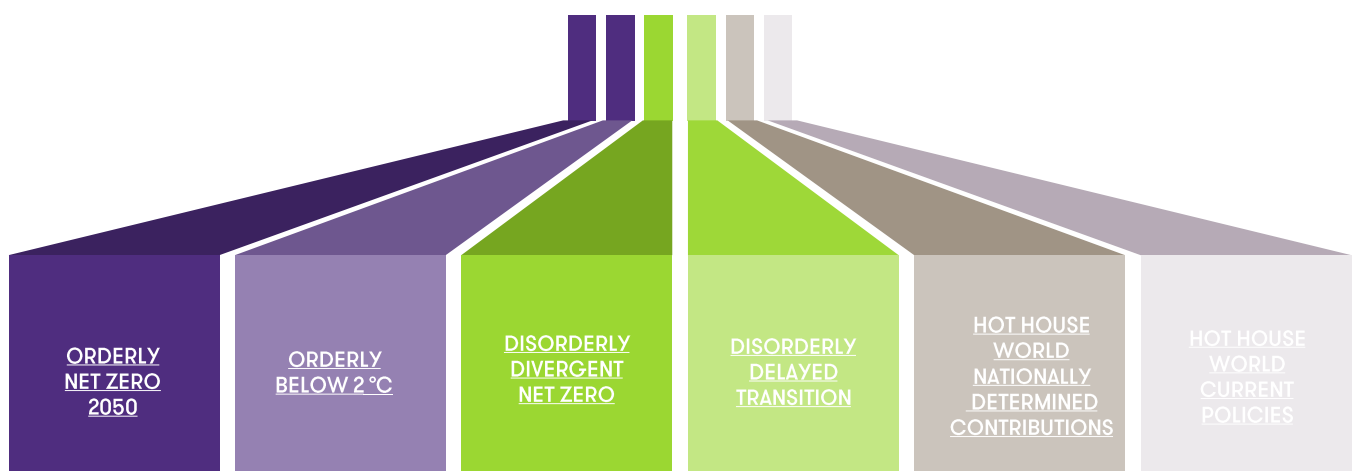 ORDERLY
NET ZERO
2050
ORDERLY
BELOW 2 °C
DISORDERLY
DIVERGENT
NET ZERO
DISORDERLY
DELAYED
TRANSITION
HOT HOUSE
WORLD
NATIONALLY
DETERMINED
CONTRIBUTIONS
HOT HOUSE
WORLD
CURRENT
POLICIES